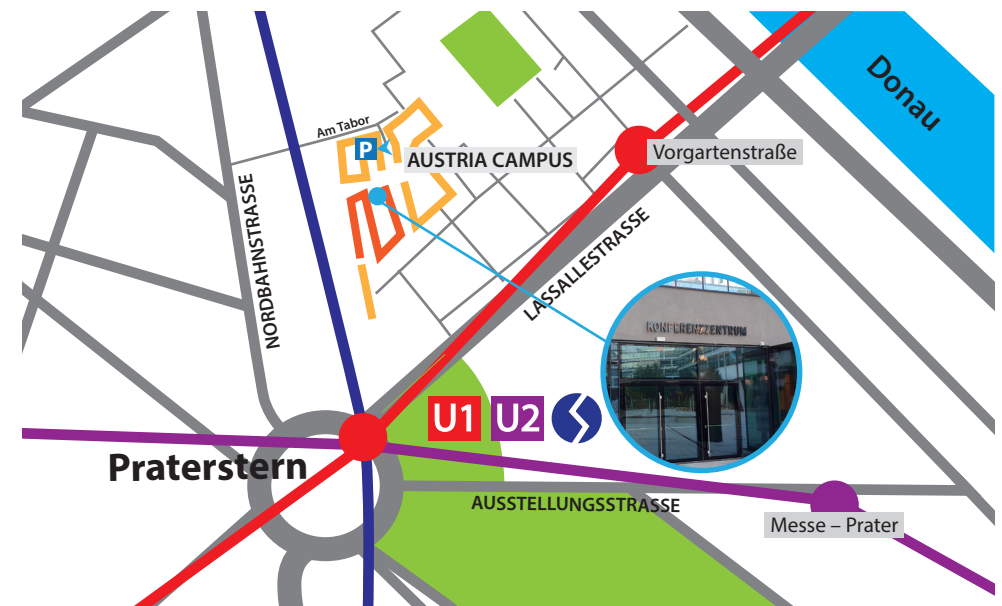 Donau
Am Tabor
P
AUSTRIA CAMPUS
Vorgartenstraße
NORDBAHNSTRASSE
LASSALLESTRASSE
KONFERENZZENTRUM
U1 U2
Praterstern
AUSSTELLUNGSSTRASSE
Messe – Prater